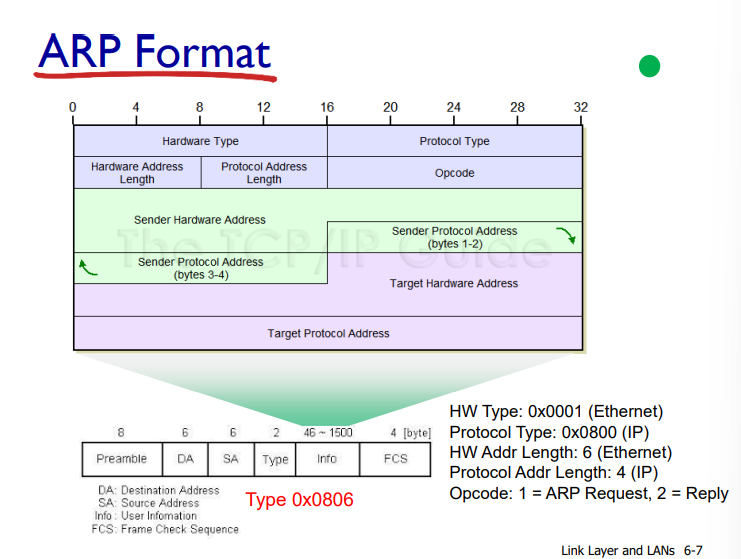 ARP Format
0 4 8 12 16 20 24 28 32
Hardware Type Protocol Type
Hardware Address Length Protocol Address Length Opcode
Sender Hardware Address
Sender Protocol Address
(bytes 1-2)
The TCP/IP Guide
Sender Protocol Address
(bytes 3-4)
Target Hardware Address
Target Protocol Address
8 6 6 2 46 ~ 1500 4 [byte]
Preamble DA SA Type Info FCS
DA: Destination Address
SA: Source Address
Info : User Infomation
FCS: Frame Check Sequence
Type 0x0806
HW Type: 0x0001 (Ethernet)
Protocol Type: 0x0800 (IP)
HW Addr Length: 6 (Ethernet)
Protocol Addr Length: 4 (IP)
Opcode: 1 = ARP Request, 2 = Reply
Link Layer and LANs 6-7